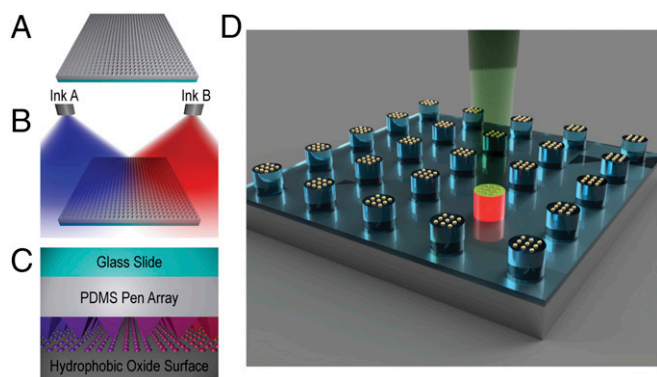 A
Ink A
Ink B
B
C
Glass Slide
PDMS Pen Array
Hydrophobic Oxide Surface
D